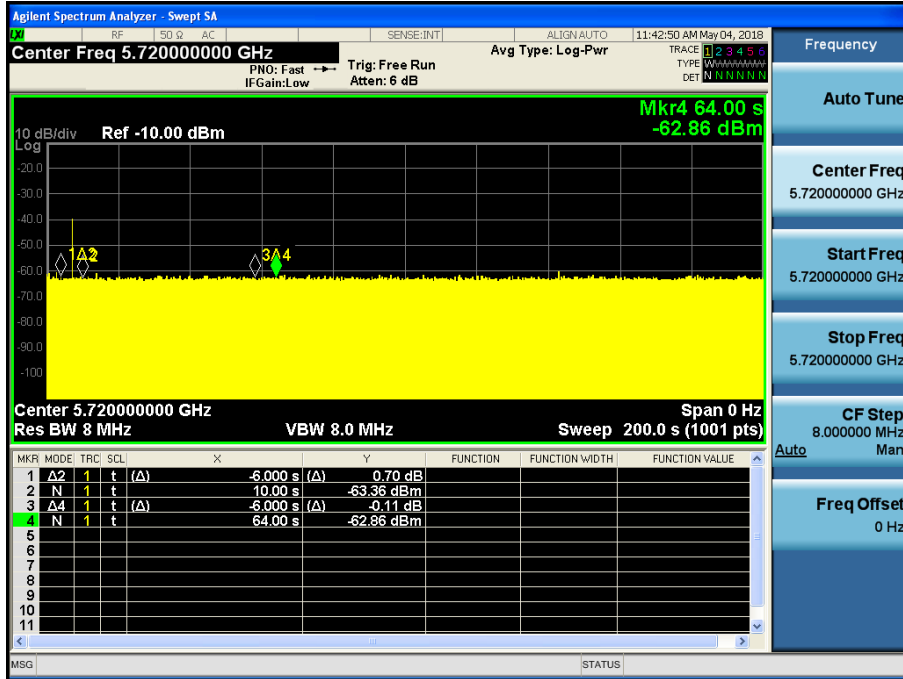 Agilent Spectrum Analyzer - Swept SA
LXI RF 50 Ω AC SENSE:INT ALIGN AUTO 11:42:50 AM May 04, 2018
Center Freq 5.720000000 GHz Avg Type: Log-Pwr TRACE 1 2 3 4 5 6
PNO: Fast Trig: Free Run TYPE WWWWWW
IFGain:Low Atten: 6 dB DET N N N N N N
Mkr4 64.00 s
10 dB/div Ref -10.00 dBm -62.86 dBm
Log
-20.0
-30.0
-40.0
-50.0
1Δ2 3Δ4
-60.0
-70.0
-80.0
-90.0
-100
Center 5.720000000 GHz Span 0 Hz
Res BW 8 MHz VBW 8.0 MHz Sweep 200.0 s (1001 pts)
MKR MODE TRC SCL X Y FUNCTION FUNCTION WIDTH FUNCTION VALUE
1 Δ2 1 t (Δ) -6.000 s (Δ) 0.70 dB
2 N 1 t 10.00 s -63.36 dBm
3 Δ4 1 t (Δ) -6.000 s (Δ) -0.11 dB
4 N 1 t 64.00 s -62.86 dBm
5
6
7
8
9
10
11
MSG STATUS
Frequency
Auto Tune
Center Freq
5.720000000 GHz
Start Freq
5.720000000 GHz
Stop Freq
5.720000000 GHz
CF Step
8.000000 MHz
Auto Man
Freq Offset
0 Hz